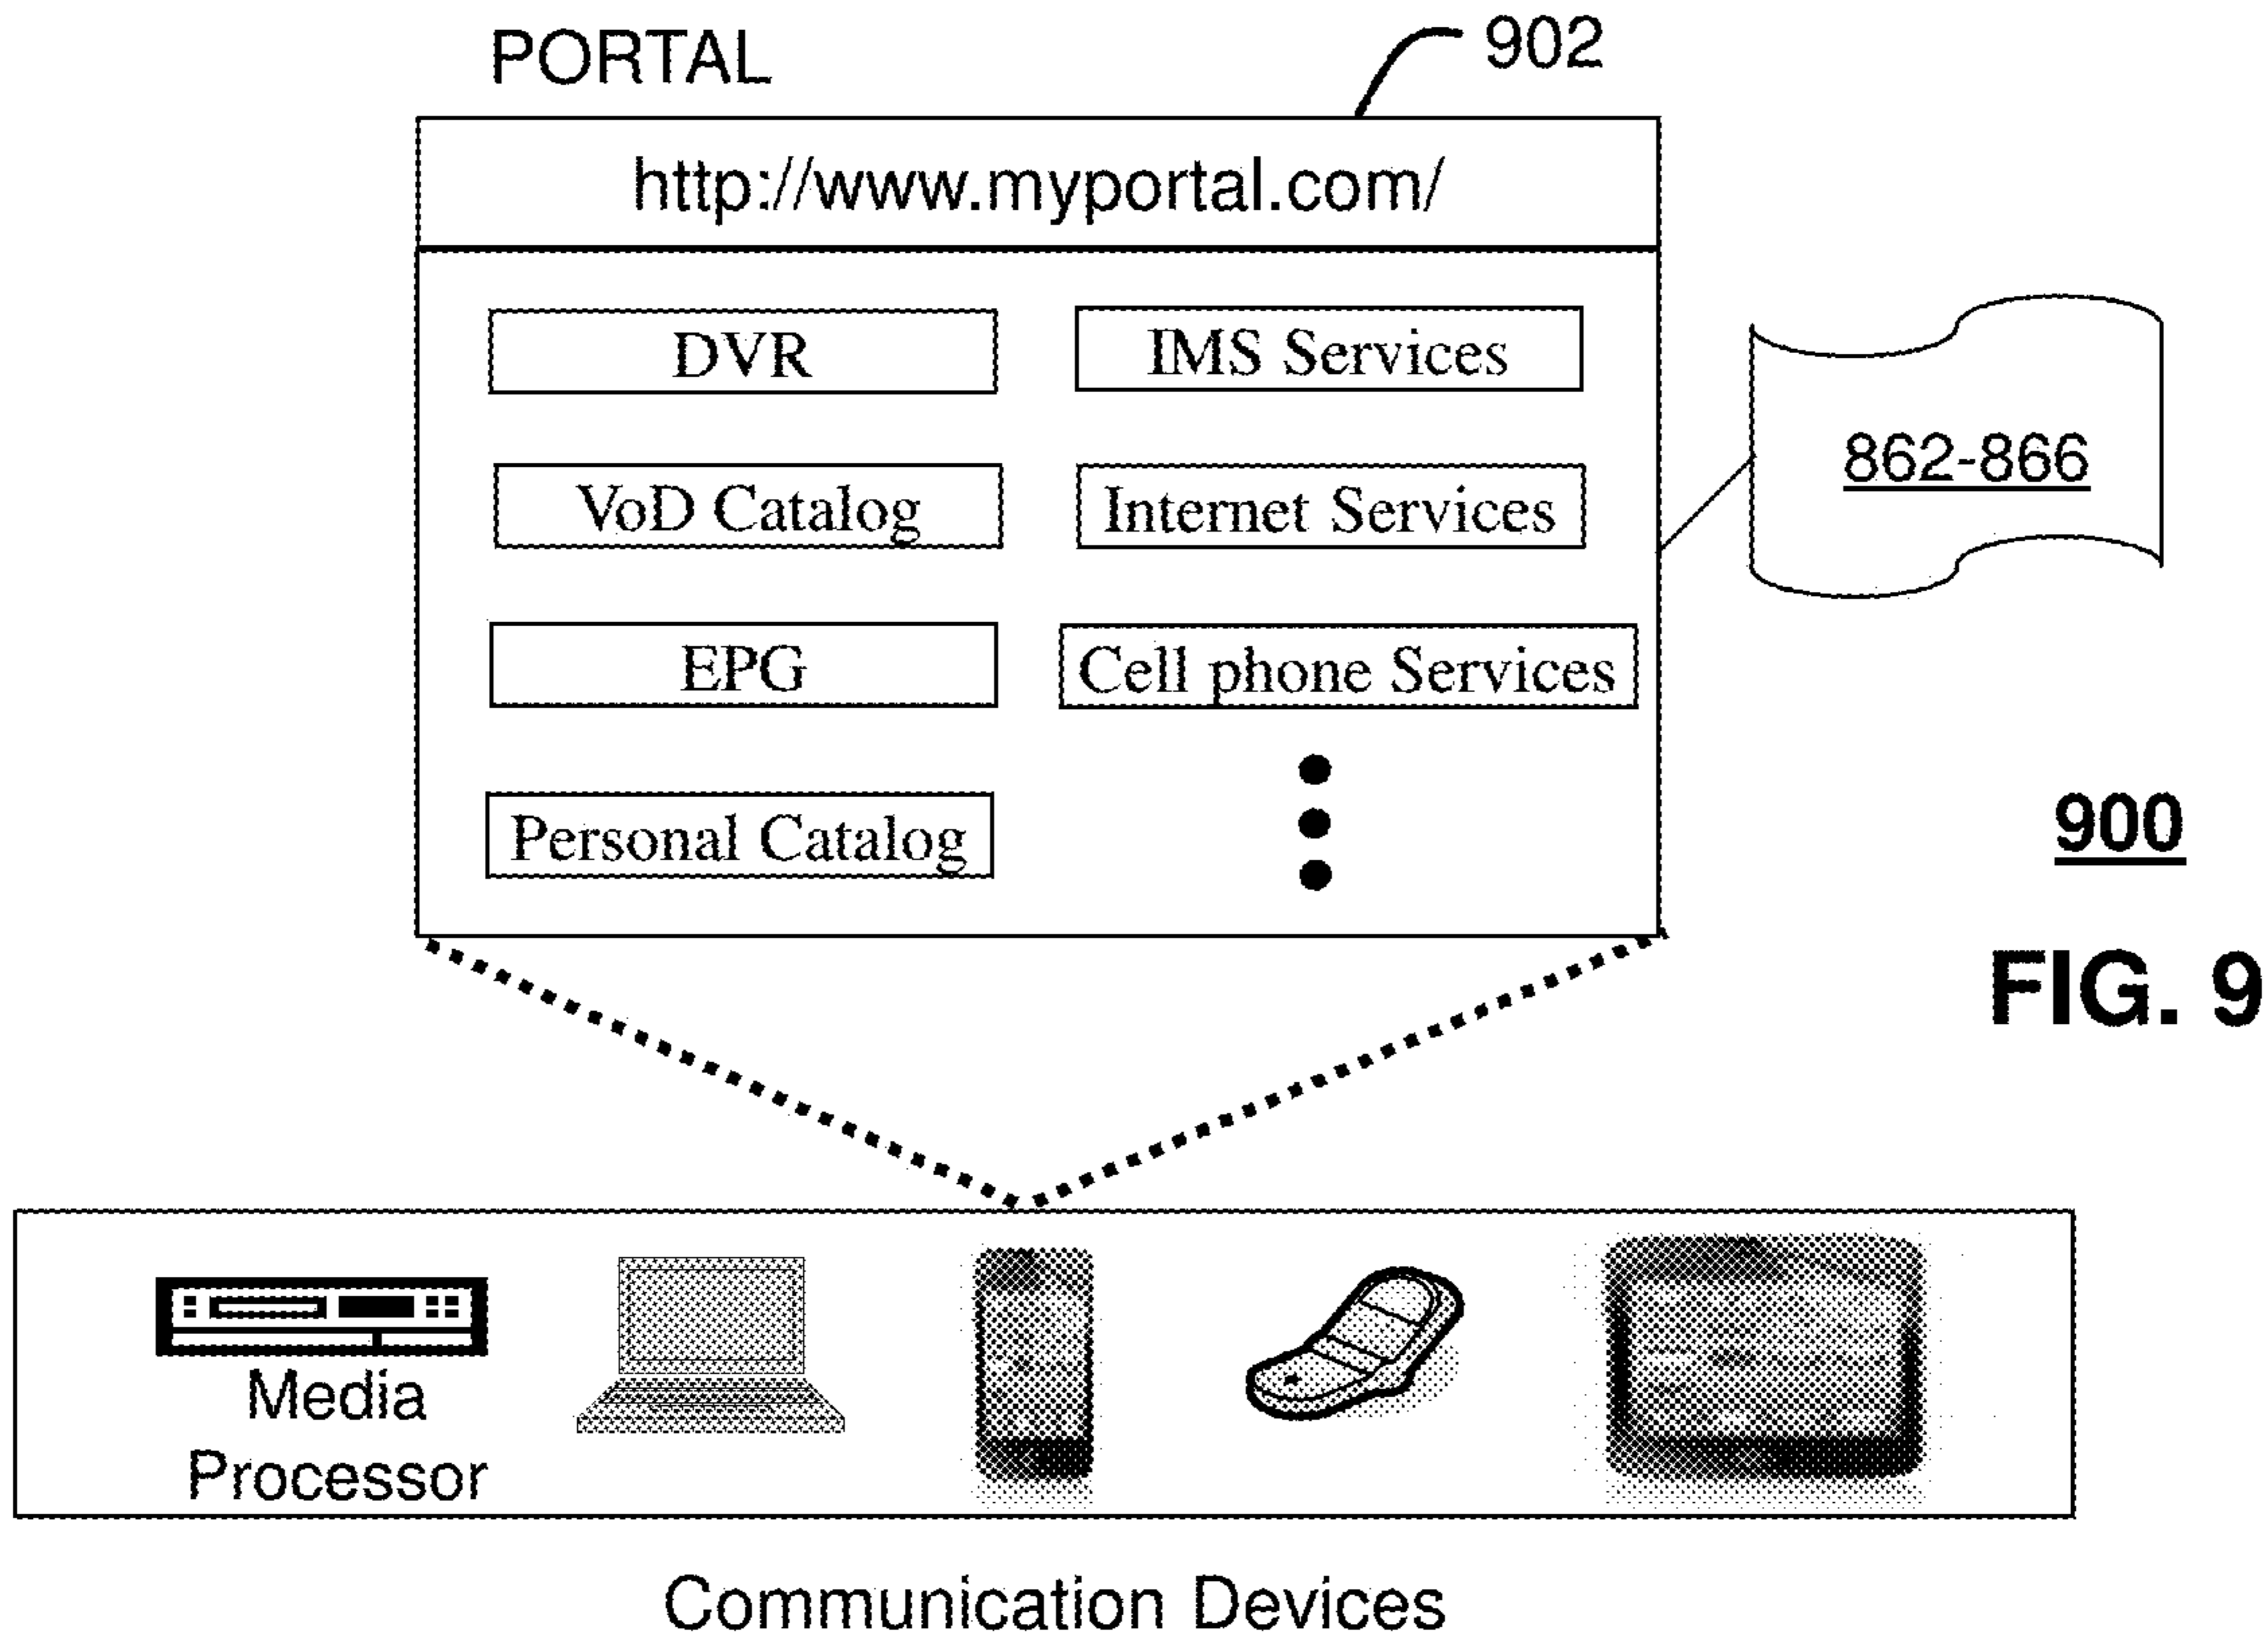 PORTAL
902
http://www.myportal.com/
DVR
IMS Services
VoD Catalog
Internet Services
862-866
EPG
Cell phone Services
Personal Catalog
900
FIG. 9
Media
Processor
Communication Devices